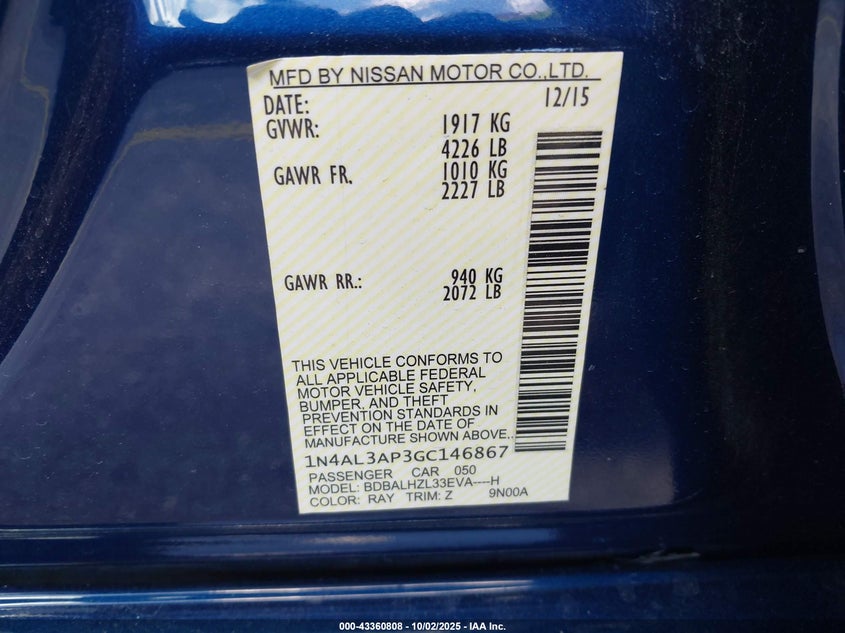 MFD BY NISSAN MOTOR CO.,LTD.
DATE: 12/15
GVWR: 1917 KG
4226 LB
GAWR FR. 1010 KG
2227 LB
GAWR RR.: 940 KG
2072 LB
THIS VEHICLE CONFORMS TO
ALL APPLICABLE FEDERAL
MOTOR VEHICLE SAFETY,
BUMPER, AND THEFT
PREVENTION STANDARDS IN
EFFECT ON THE DATE OF
MANUFACTURE SHOWN ABOVE..
1N4AL3AP3GC146867
PASSENGER CAR 050
MODEL: BDBALHZL33EVA----H
COLOR: RAY TRIM: Z 9N00A
000-43360808 - 10/02/2025 - IAA Inc.